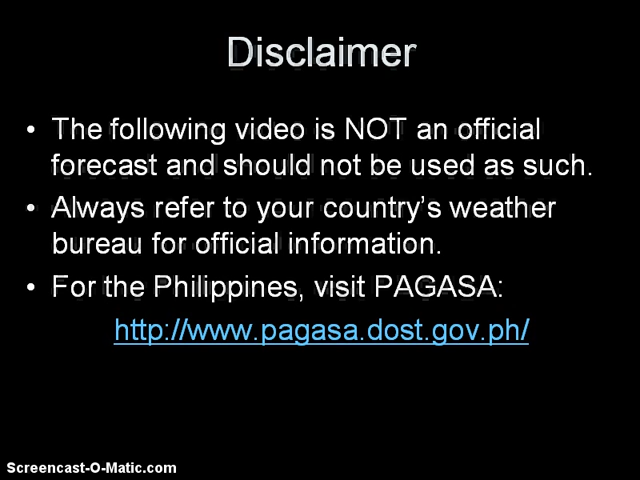 Disclaimer
• The following video is NOT an official
forecast and should not be used as such.
• Always refer to your country's weather
bureau for official information.
• For the Philippines, visit PAGASA:
http://www.pagasa.dost.gov.ph/
Screencast-O-Matic.com